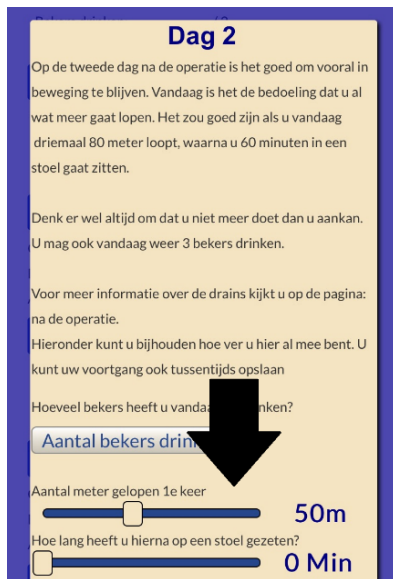 Dag 2
Op de tweede dag na de operatie is het goed om vooral in
beweging te blijven. Vandaag is het de bedoeling dat u al
wat meer gaat lopen. Het zou goed zijn als u vandaag
driemaal 80 meter loopt, waarna u 60 minuten in een
stoel gaat zitten.
Denk er wel altijd om dat u niet meer doet dan u aankan.
U mag ook vandaag weer 3 bekers drinken.
Voor meer informatie over de drains kijkt u op de pagina:
na de operatie.
Hieronder kunt u bijhouden hoe ver u hier al mee bent. U
kunt uw voortgang ook tussentijds opslaan
Hoeveel bekers heeft u
Aantal bekers
Aantal meter gelopen 1e keer
50m
Hoe lang heeft u hierna op een stoel gezeten?
0 Min